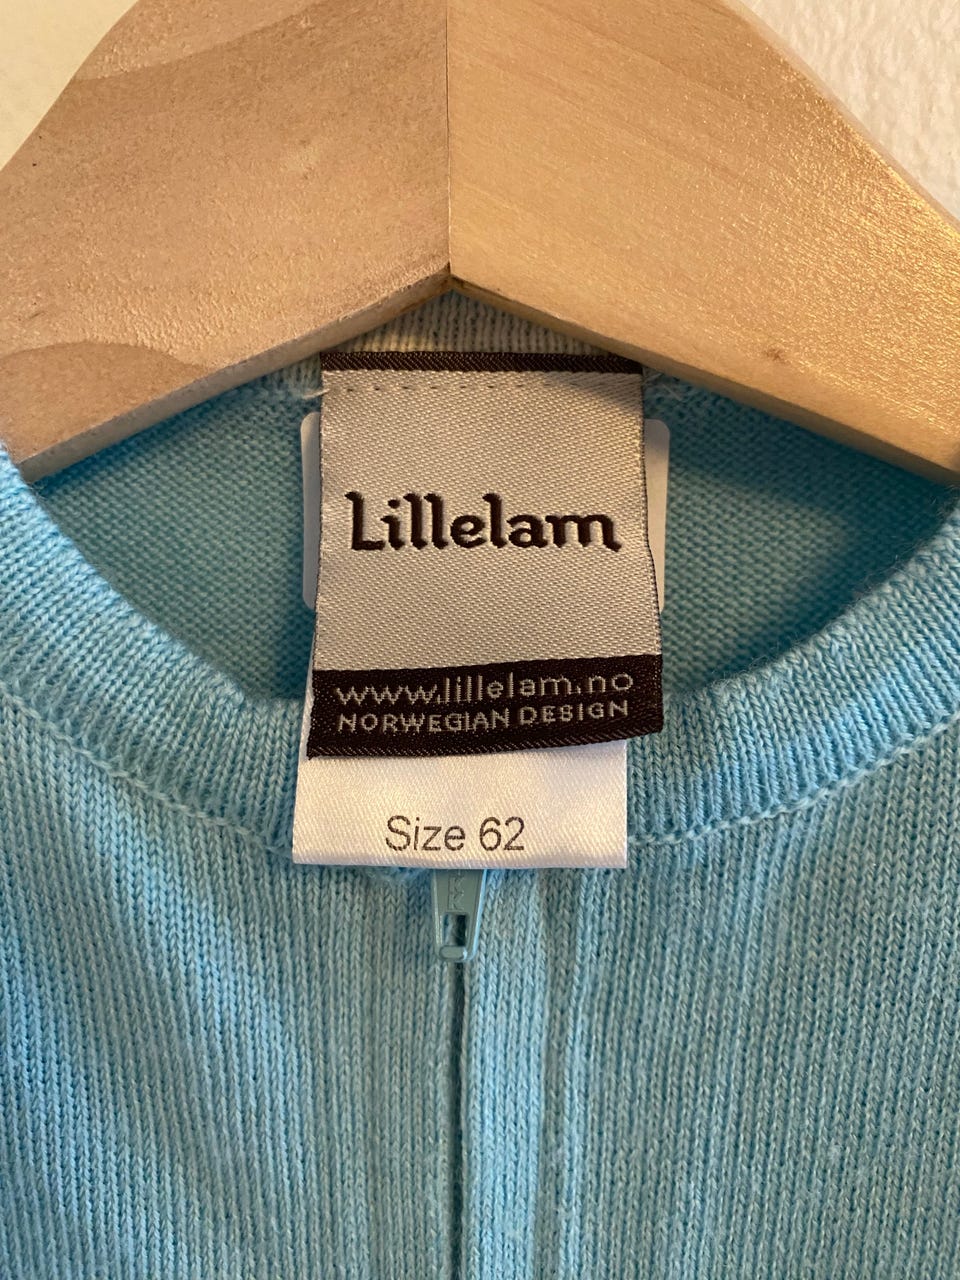 Lillelam
www.lillelam.no
NORWEGIAN DESIGN
Size 62